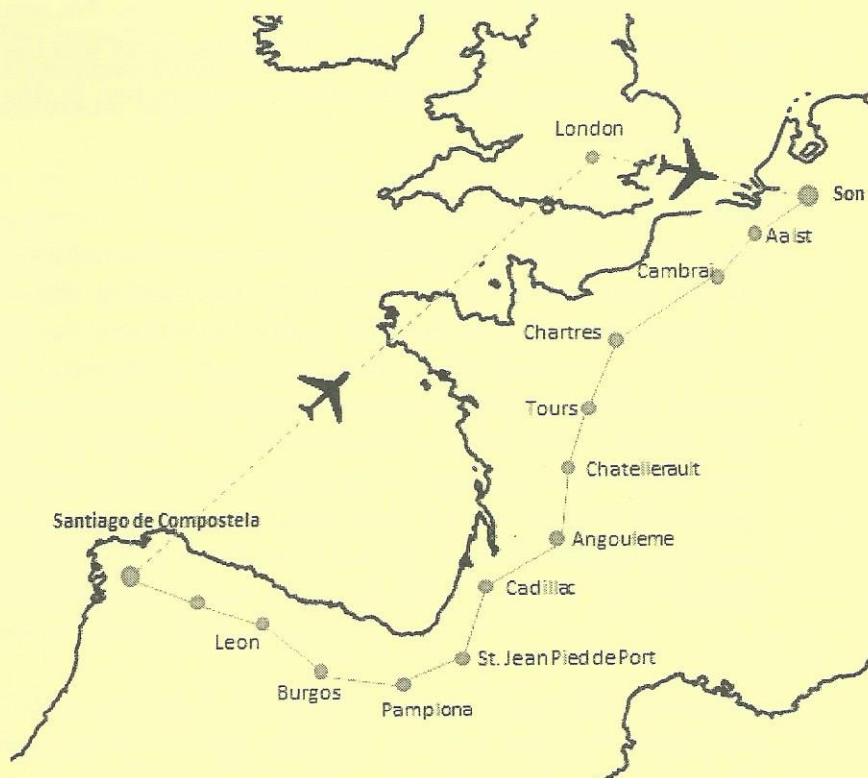 London
Son
Aalst
Cambrai
Chartres
Tours
Chatellerault
Santiago de Compostela
Angouleme
Cadillac
Leon
St. Jean Pied de Port
Burgos
Pamplona